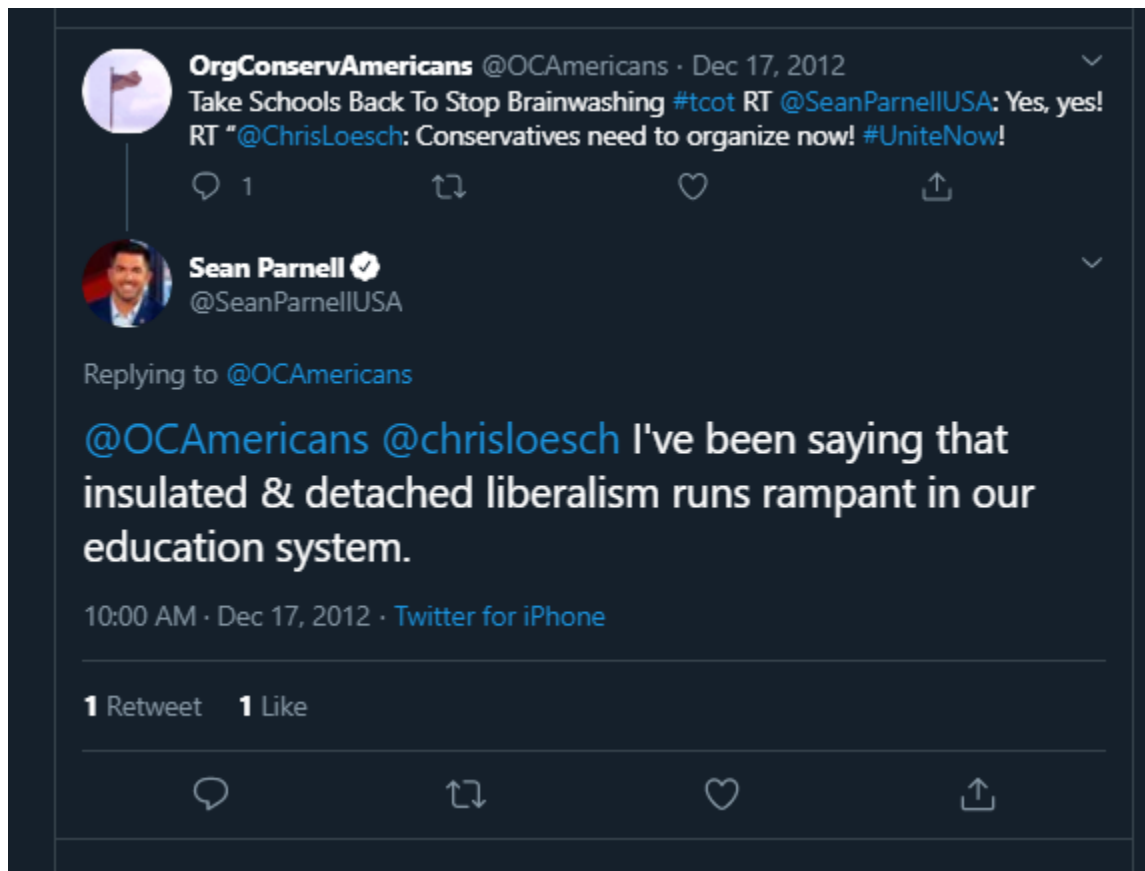 OrgConservAmericans @OCAmericans · Dec 17, 2012
Take Schools Back To Stop Brainwashing #tcot RT @SeanParnellUSA: Yes, yes!
RT “@ChrisLoesch: Conservatives need to organize now! #UniteNow!
1
Sean Parnell
@SeanParnellUSA
Replying to @OCAmericans
@OCAmericans @chrisloesch I've been saying that
insulated & detached liberalism runs rampant in our
education system.
10:00 AM · Dec 17, 2012 · Twitter for iPhone
1 Retweet 1 Like